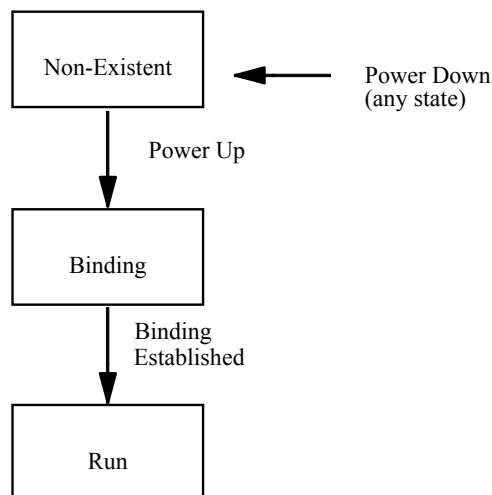 Non-Existent
Power Down
(any state)
Power Up
Binding
Binding
Established
Run